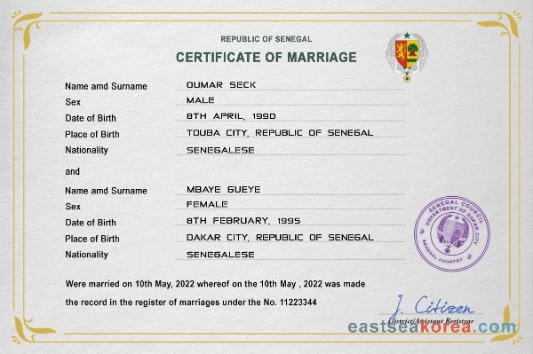 REPUBLIC OF SENEGAL
CERTIFICATE OF MARRIAGE
Name and Surname OUMAR SECK
Sex MALE
Date of Birth 8TH APRIL, 1990
Place of Birth TOUBA CITY, REPUBLIC OF SENEGAL
Nationality SENEGALESE
and
Name and Surname MBAYE GUEYE
Sex FEMALE
Date of Birth 8TH FEBRUARY, 1995
Place of Birth DAKAR CITY, REPUBLIC OF SENEGAL
Nationality SENEGALESE
SENEGAL COUNCIL
DEPARTMENT OF DAKAR CITY
SENEGAL COUNTRY
Were married on 10th May, 2022 whereof on the 10th May , 2022 was made
the record in the register of marriages under the No. 11223344
J. Citizen
District/Assistant Registrar
eastseakorea.com